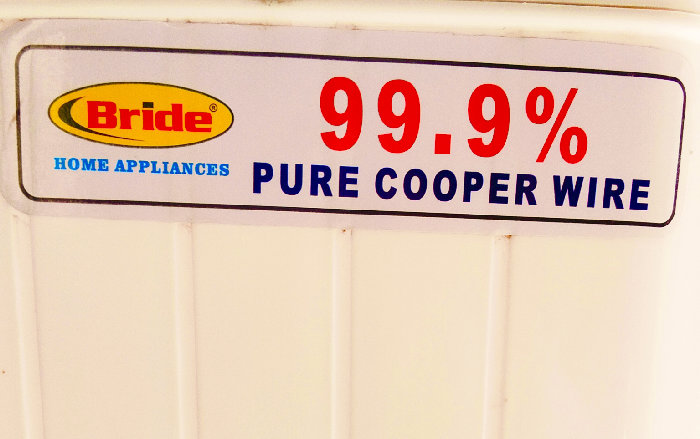 Bride®
HOME APPLIANCES
99.9%
PURE COOPER WIRE